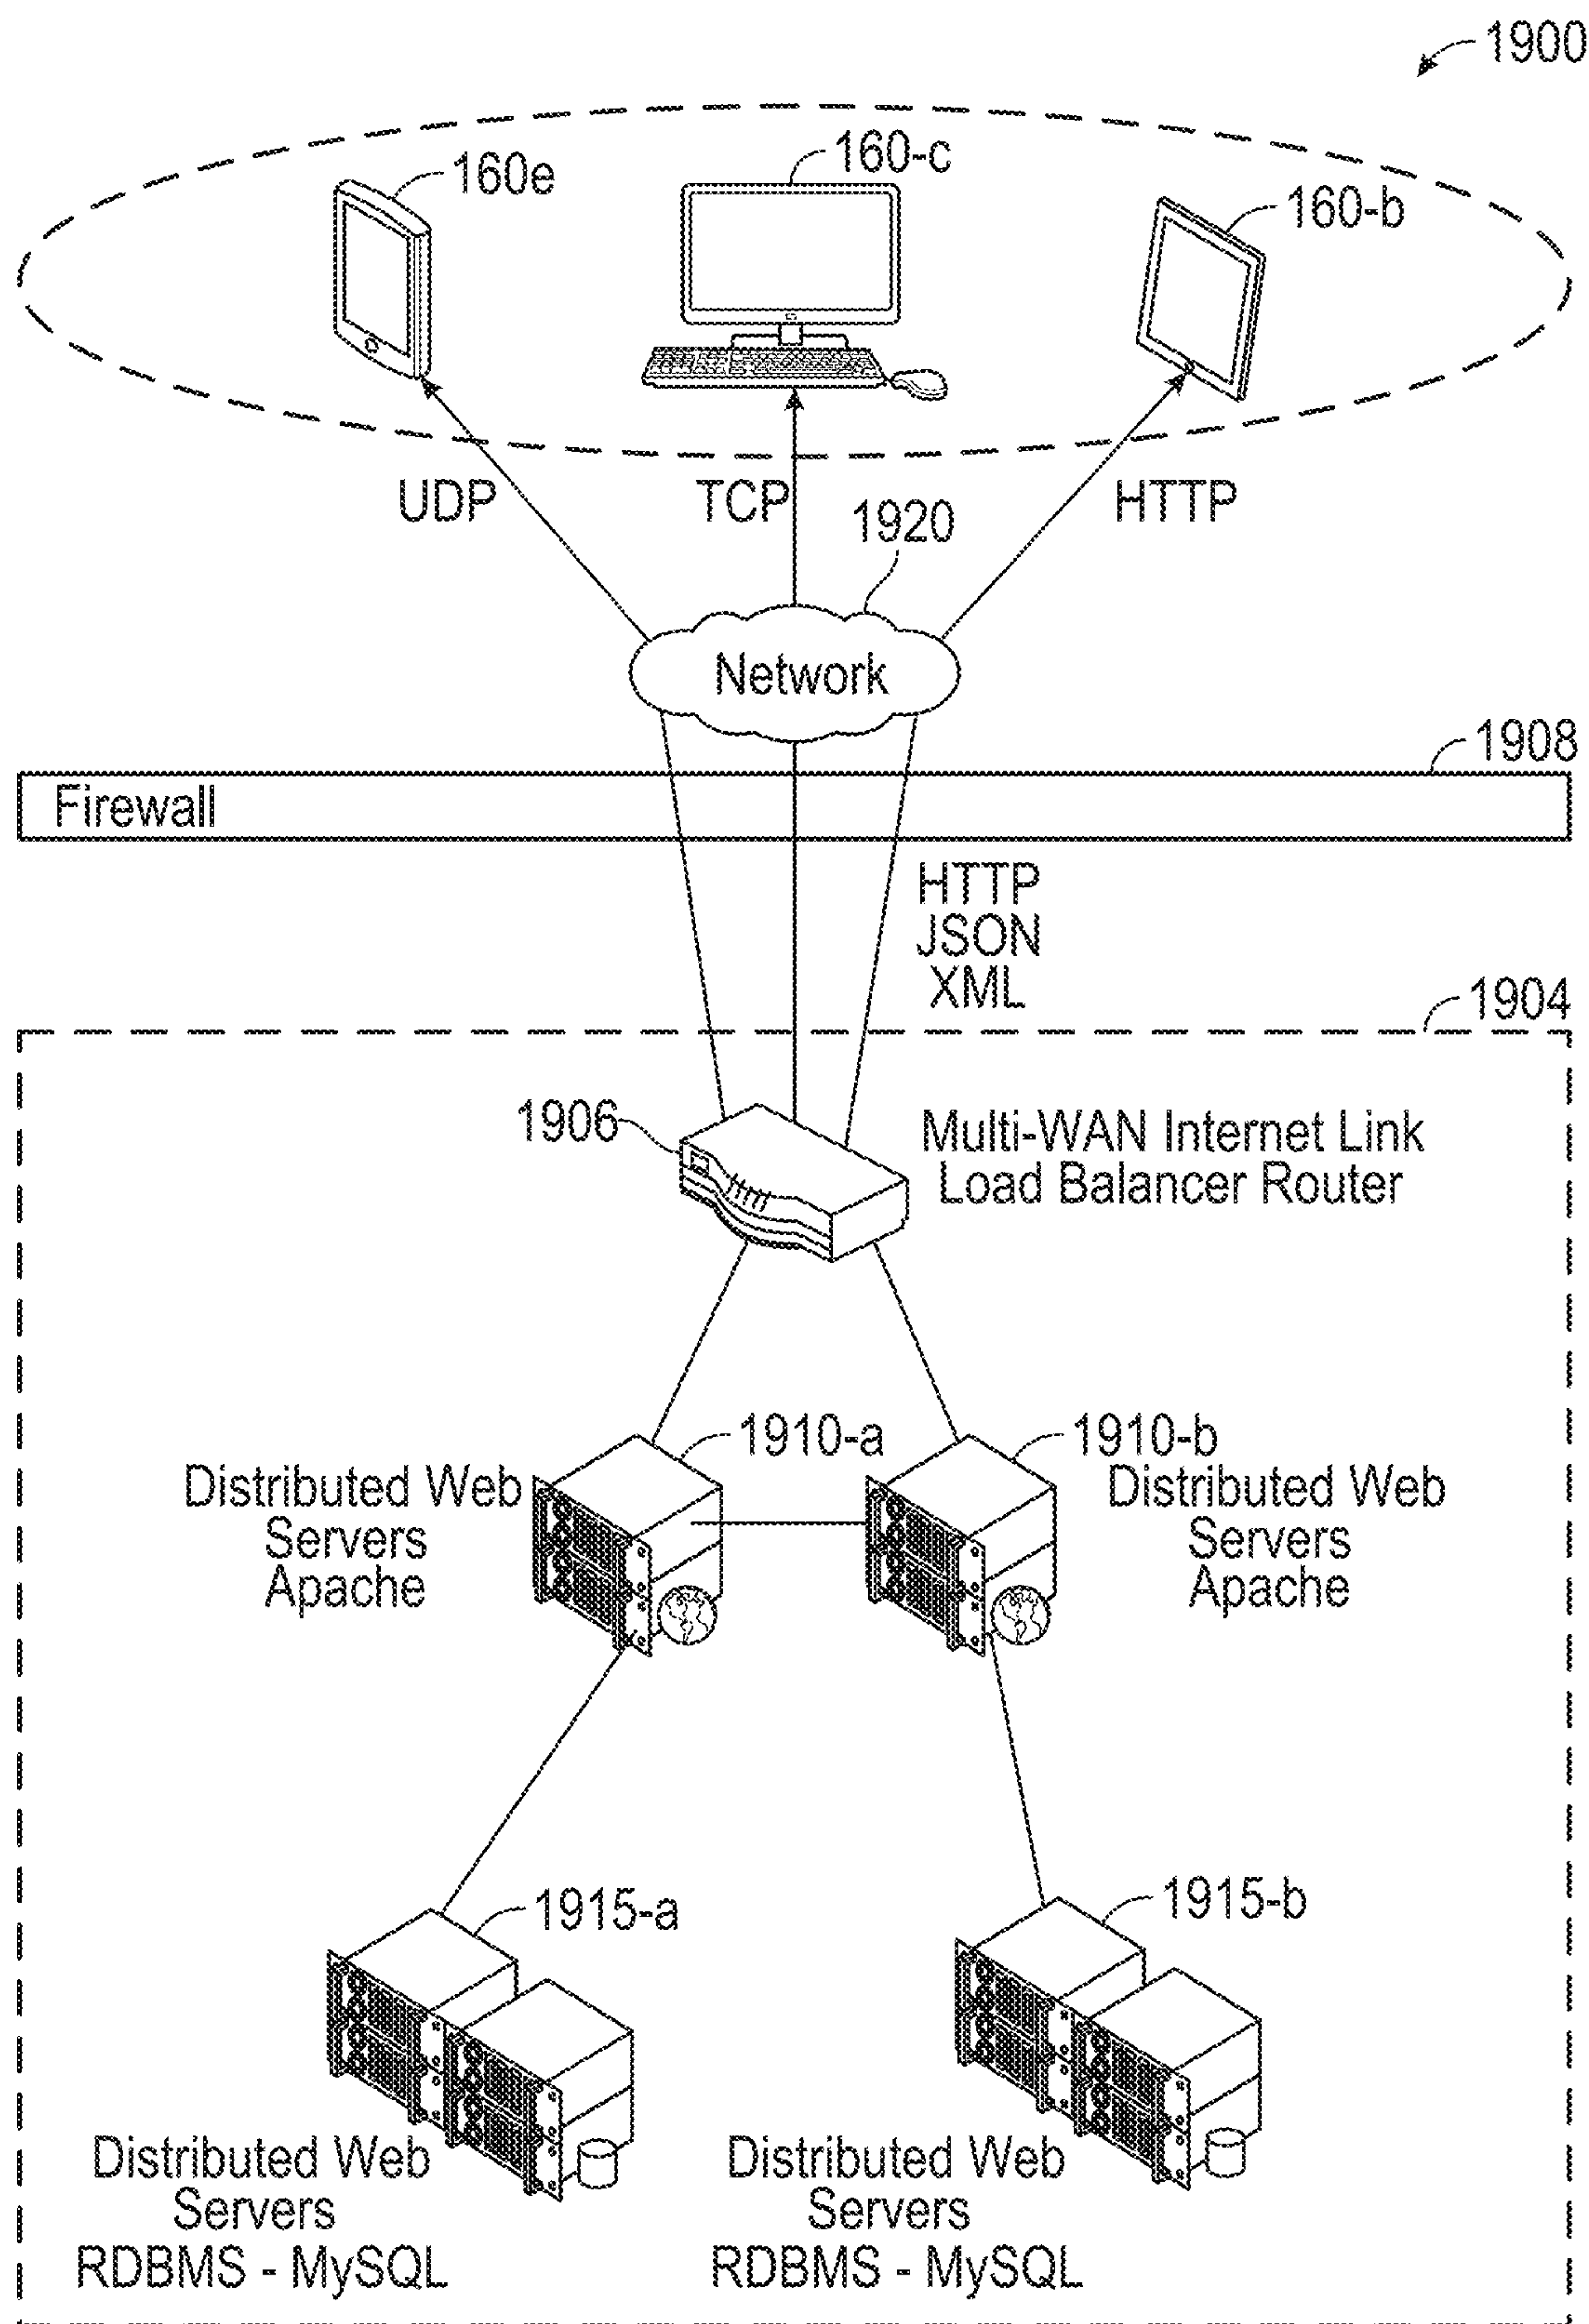 1900
160e
160-c
160-b
UDP
TCP
HTTP
1920
Network
1908
Firewall
HTTP
JSON
XML
1904
1906
Multi-WAN Internet Link
Load Balancer Router
1910-a
1910-b
Distributed Web
Servers
Apache
Distributed Web
Servers
Apache
1915-a
1915-b
Distributed Web
Servers
RDBMS - MySQL
Distributed Web
Servers
RDBMS - MySQL